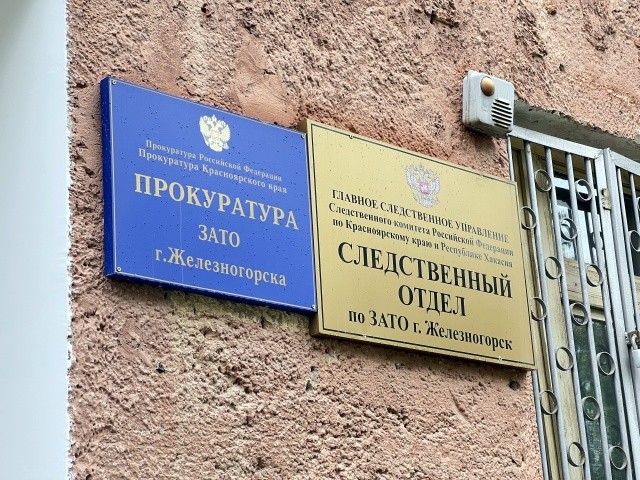 Прокуратура Российской Федерации
Прокуратура Красноярского края
ПРОКУРАТУРА
ЗАТО
г.Железногорска
ГЛАВНОЕ СЛЕДСТВЕННОЕ УПРАВЛЕНИЕ
Следственного комитета Российской Федерации
по Красноярскому краю и Республике Хакасия
СЛЕДСТВЕННЫЙ
ОТДЕЛ
по ЗАТО г. Железногорск